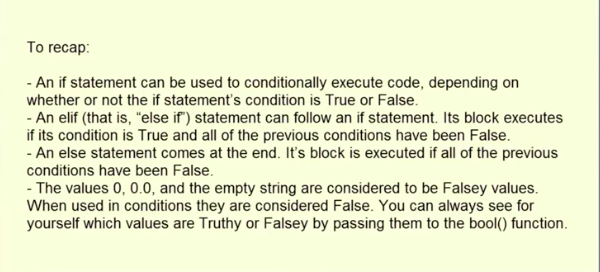 To recap:
- An if statement can be used to conditionally execute code, depending on
whether or not the if statement's condition is True or False.
- An elif (that is, "else if") statement can follow an if statement. Its block executes
if its condition is True and all of the previous conditions have been False.
- An else statement comes at the end. It's block is executed if all of the previous
conditions have been False.
- The values 0, 0.0, and the empty string are considered to be Falsey values.
When used in conditions they are considered False. You can always see for
yourself which values are Truthy or Falsey by passing them to the bool() function.